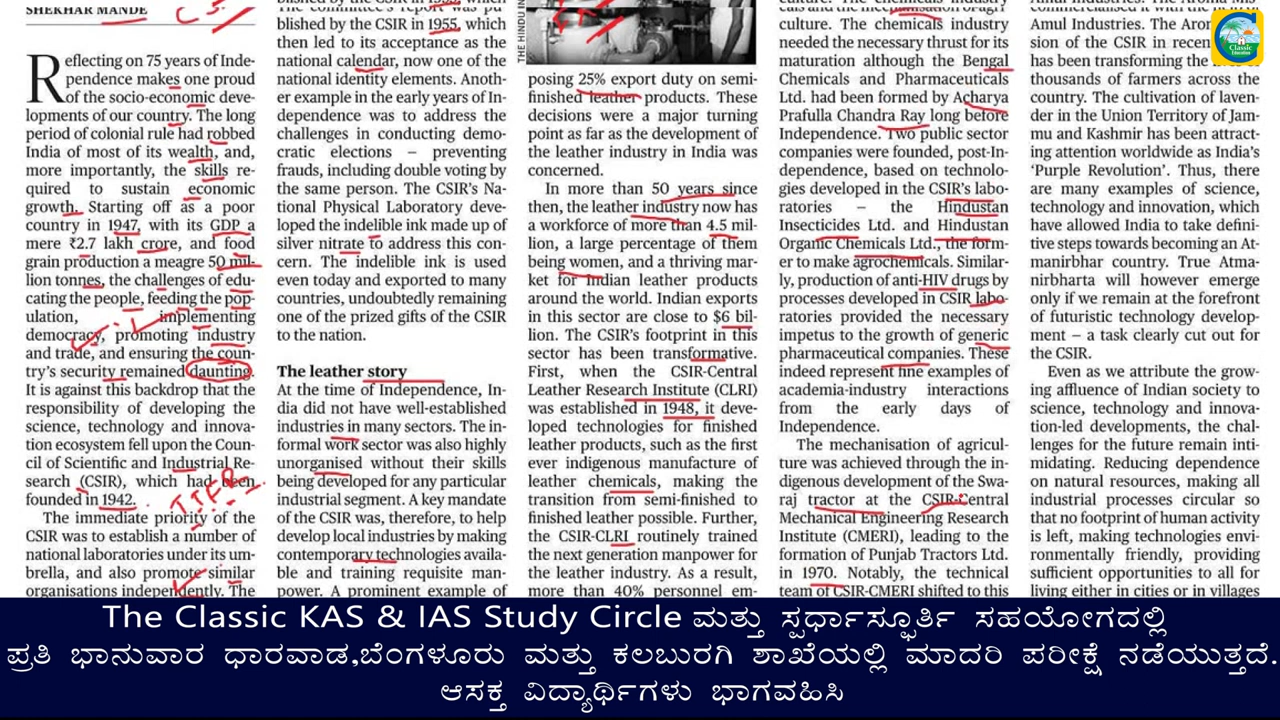 SHEKHAR MANDE
Reflecting on 75 years of Inde-
pendence makes one proud
of the socio-economic deve-
lopments of our country. The long
period of colonial rule had robbed
India of most of its wealth, and,
more importantly, the skills re-
quired to sustain economic
growth. Starting off as a poor
country in 1947, with its GDP a
mere ₹2.7 lakh crore, and food
grain production a meagre 50 mil-
lion tonnes, the challenges of edu-
cating the people, feeding the pop-
ulation, implementing
democracy, promoting industry
and trade, and ensuring the coun-
try's security remained daunting.
It is against this backdrop that the
responsibility of developing the
science, technology and innova-
tion ecosystem fell upon the Coun-
cil of Scientific and Industrial Re-
search (CSIR), which had been
founded in 1942.
TIFR
The immediate priority of the
CSIR was to establish a number of
national laboratories under its um-
brella, and also promote similar
organisations independently. The
blished by the CSIR in 1955, which
then led to its acceptance as the
national calendar, now one of the
national identity elements. Anoth-
er example in the early years of In-
dependence was to address the
challenges in conducting demo-
cratic elections – preventing
frauds, including double voting by
the same person. The CSIR's Na-
tional Physical Laboratory deve-
loped the indelible ink made up of
silver nitrate to address this con-
cern. The indelible ink is used
even today and exported to many
countries, undoubtedly remaining
one of the prized gifts of the CSIR
to the nation.
The leather story
At the time of Independence, In-
dia did not have well-established
industries in many sectors. The in-
formal work sector was also highly
unorganised without their skills
being developed for any particular
industrial segment. A key mandate
of the CSIR was, therefore, to help
develop local industries by making
contemporary technologies availa-
ble and training requisite man-
power. A prominent example of
THE HINDU
posing 25% export duty on semi-
finished leather products. These
decisions were a major turning
point as far as the development of
the leather industry in India was
concerned.
In more than 50 years since
then, the leather industry now has
a workforce of more than 4.5 mil-
lion, a large percentage of them
being women, and a thriving mar-
ket for Indian leather products
around the world. Indian exports
in this sector are close to $6 bil-
lion. The CSIR's footprint in this
sector has been transformative.
First, when the CSIR-Central
Leather Research Institute (CLRI)
was established in 1948, it deve-
loped technologies for finished
leather products, such as the first
ever indigenous manufacture of
leather chemicals, making the
transition from semi-finished to
finished leather possible. Further,
the CSIR-CLRI routinely trained
the next generation manpower for
the leather industry. As a result,
more than 40% personnel em-
culture. The chemicals industry
needed the necessary thrust for its
maturation although the Bengal
Chemicals and Pharmaceuticals
Ltd. had been formed by Acharya
Prafulla Chandra Ray long before
Independence. Two public sector
companies were founded, post-In-
dependence, based on technolo-
gies developed in the CSIR's labo-
ratories – the Hindustan
Insecticides Ltd. and Hindustan
Organic Chemicals Ltd., the form-
er to make agrochemicals. Similar-
ly, production of anti-HIV drugs by
processes developed in CSIR labo-
ratories provided the necessary
impetus to the growth of generic
pharmaceutical companies. These
indeed represent fine examples of
academia-industry interactions
from the early days of
Independence.
The mechanisation of agricul-
ture was achieved through the in-
digenous development of the Swa-
raj tractor at the CSIR-Central
Mechanical Engineering Research
Institute (CMERI), leading to the
formation of Punjab Tractors Ltd.
in 1970. Notably, the technical
team of CSIR-CMERI shifted to this
Amul Industries. The Aroma Mis-
sion of the CSIR in recent
has been transforming the
thousands of farmers across the
country. The cultivation of laven-
der in the Union Territory of Jam-
mu and Kashmir has been attract-
ing attention worldwide as India's
'Purple Revolution'. Thus, there
are many examples of science,
technology and innovation, which
have allowed India to take defini-
tive steps towards becoming an At-
manirbhar country. True Atma-
nirbharta will however emerge
only if we remain at the forefront
of futuristic technology develop-
ment – a task clearly cut out for
the CSIR.
Even as we attribute the grow-
ing affluence of Indian society to
science, technology and innova-
tion-led developments, the chal-
lenges for the future remain inti-
midating. Reducing dependence
on natural resources, making all
industrial processes circular so
that no footprint of human activity
is left, making technologies envi-
ronmentally friendly, providing
sufficient opportunities to all for
living either in cities or in villages
Classic
Education
The Classic KAS & IAS Study Circle ಮತ್ತು ಸ್ಪರ್ಧಾಸ್ಫೂರ್ತಿ ಸಹಯೋಗದಲ್ಲಿ
ಪ್ರತಿ ಭಾನುವಾರ ಧಾರವಾಡ,ಬೆಂಗಳೂರು ಮತ್ತು ಕಲಬುರಗಿ ಶಾಖೆಯಲ್ಲಿ ಮಾದರಿ ಪರೀಕ್ಷೆ ನಡೆಯುತ್ತದೆ.
ಆಸಕ್ತ ವಿದ್ಯಾರ್ಥಿಗಳು ಭಾಗವಹಿಸಿ